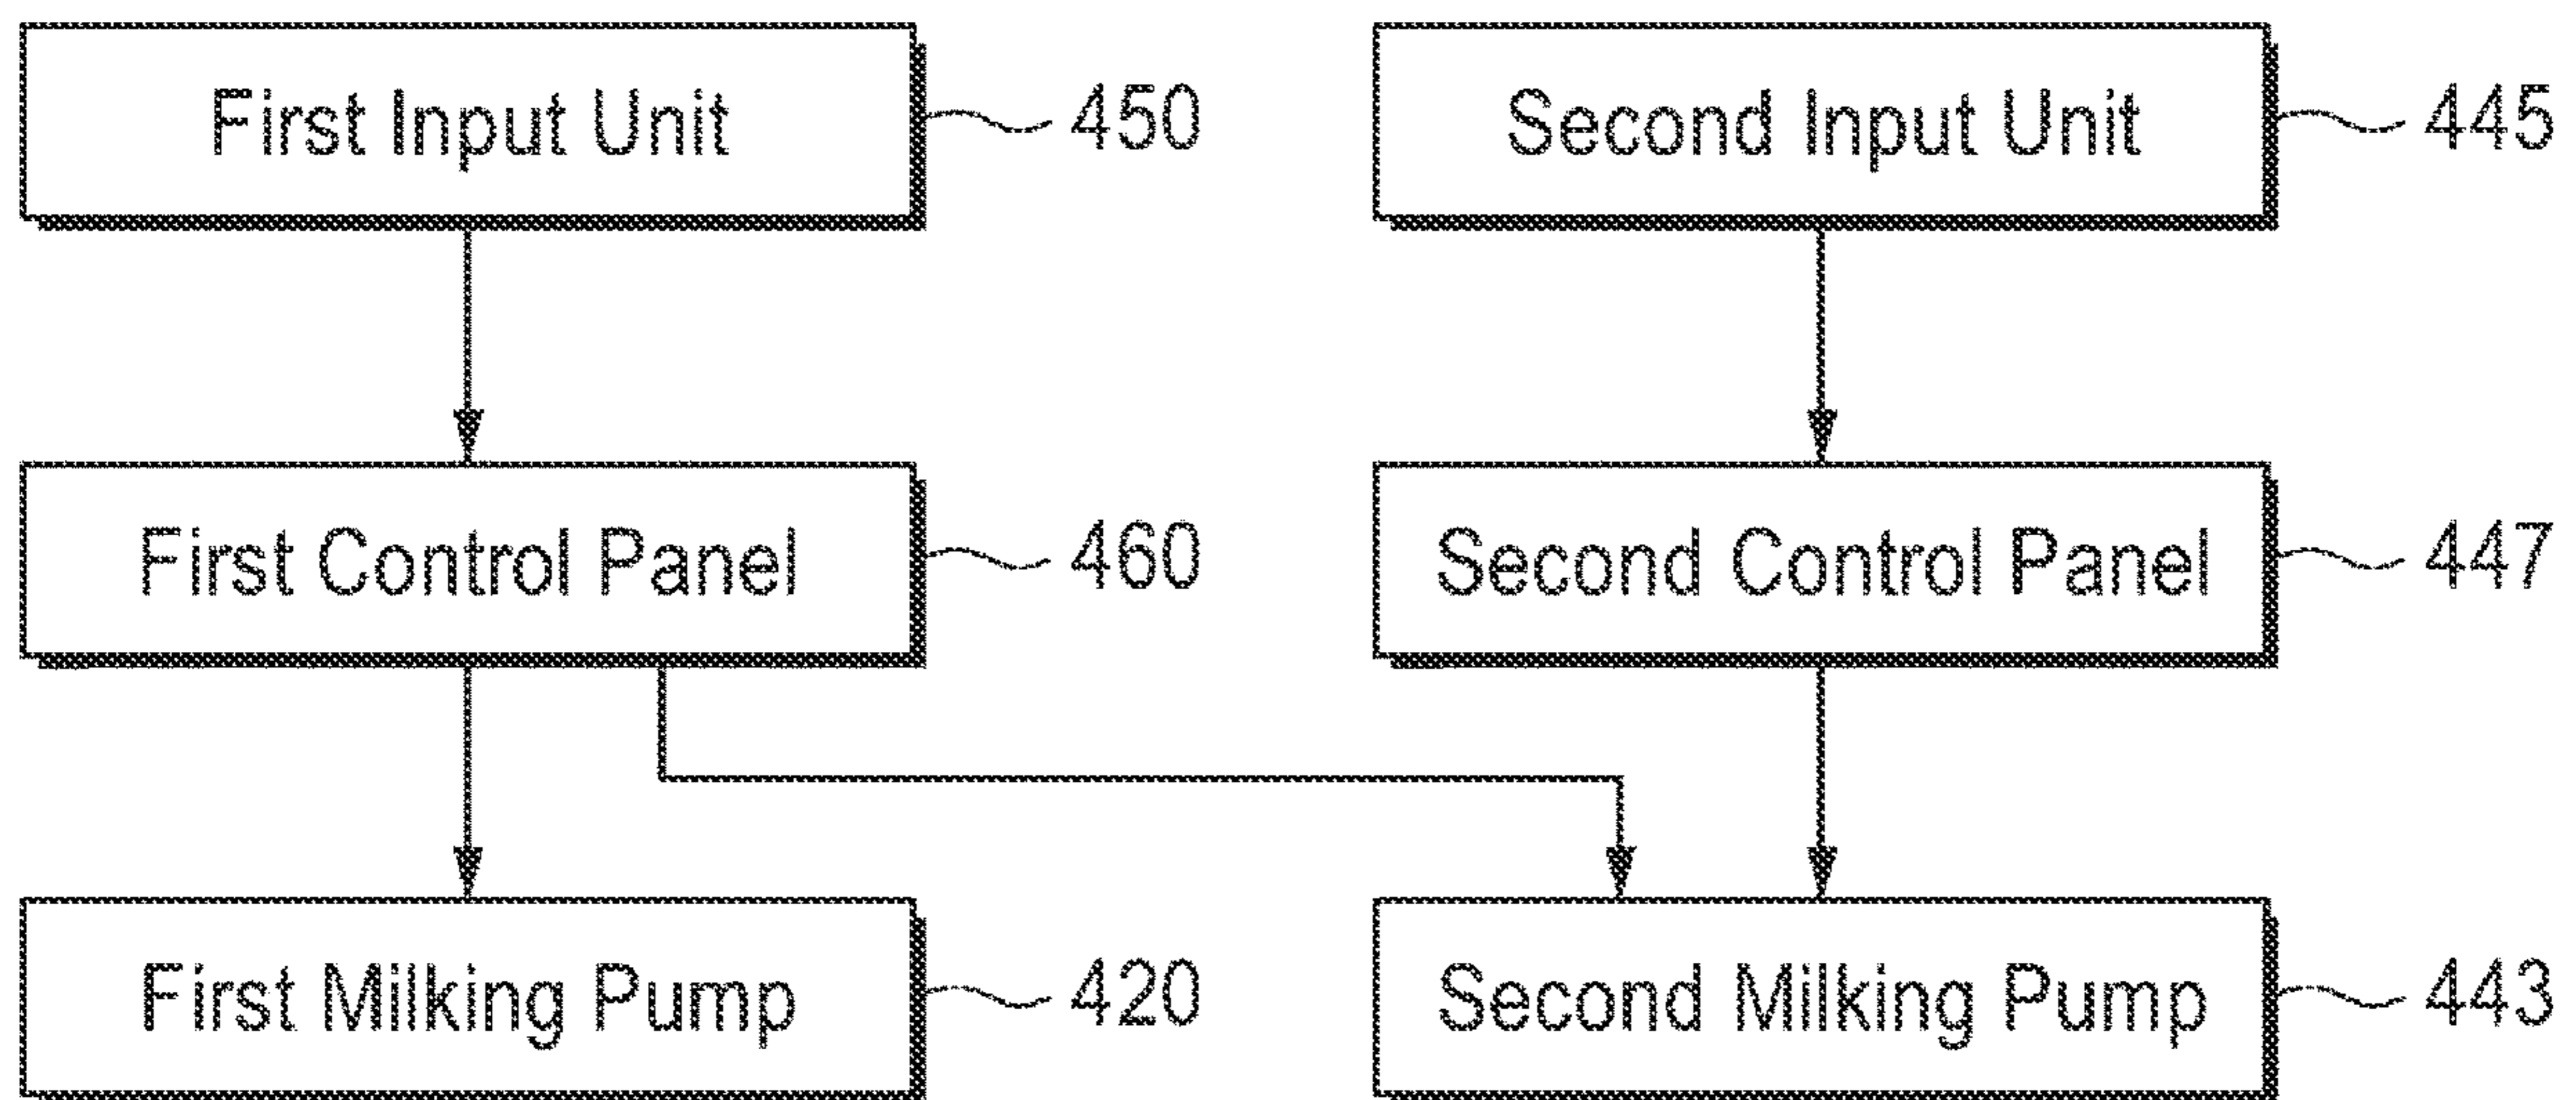 First Input Unit 450
Second Input Unit 445
First Control Panel 460
Second Control Panel 447
First Milking Pump 420
Second Milking Pump 443